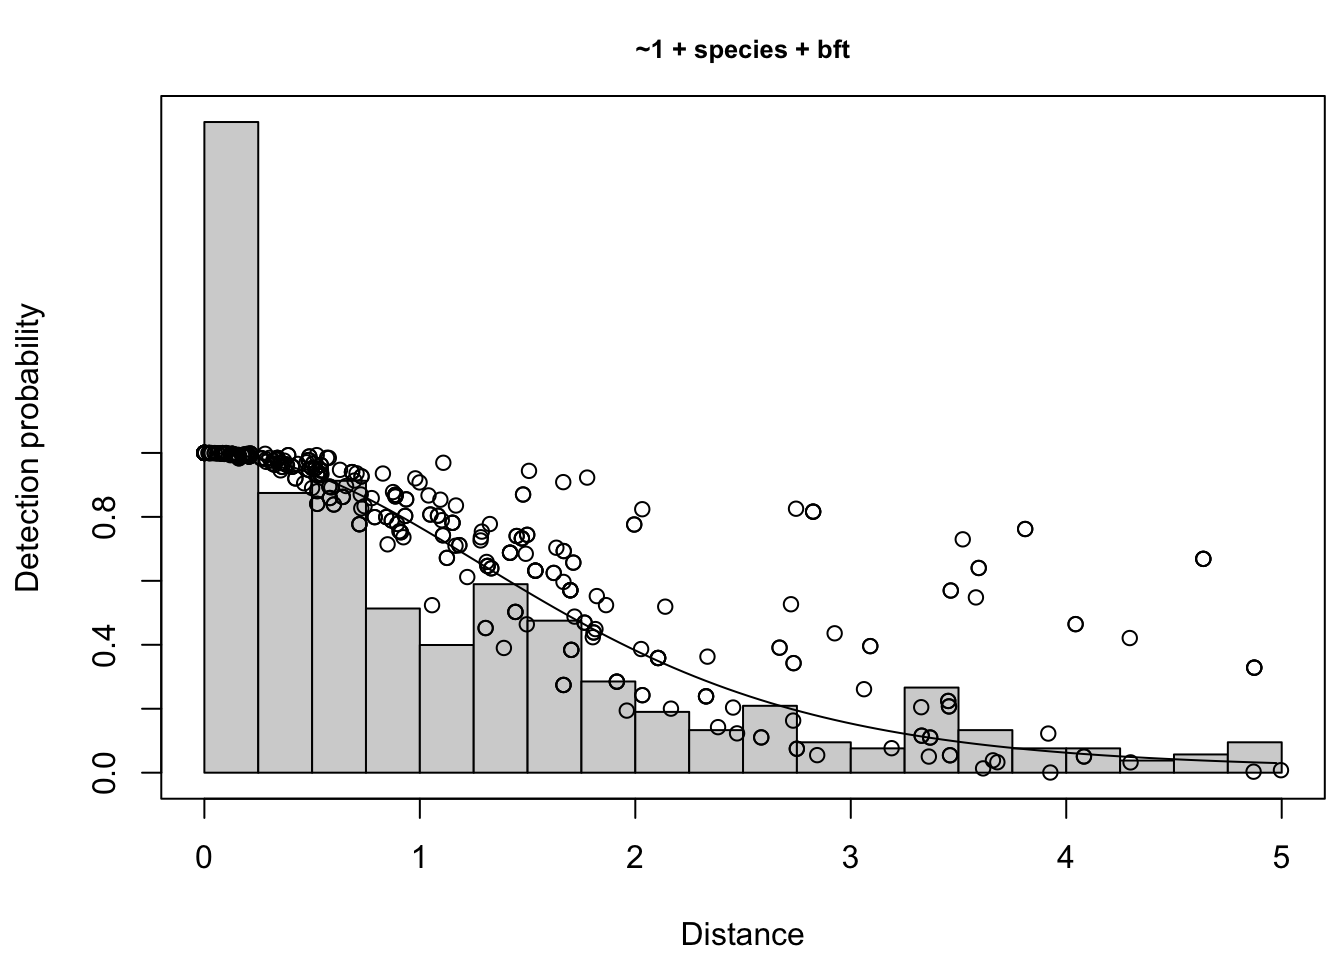 ~1 + species + bft
Detection probability
0.8
0.4
0.0
0 1 2 3 4 5
Distance